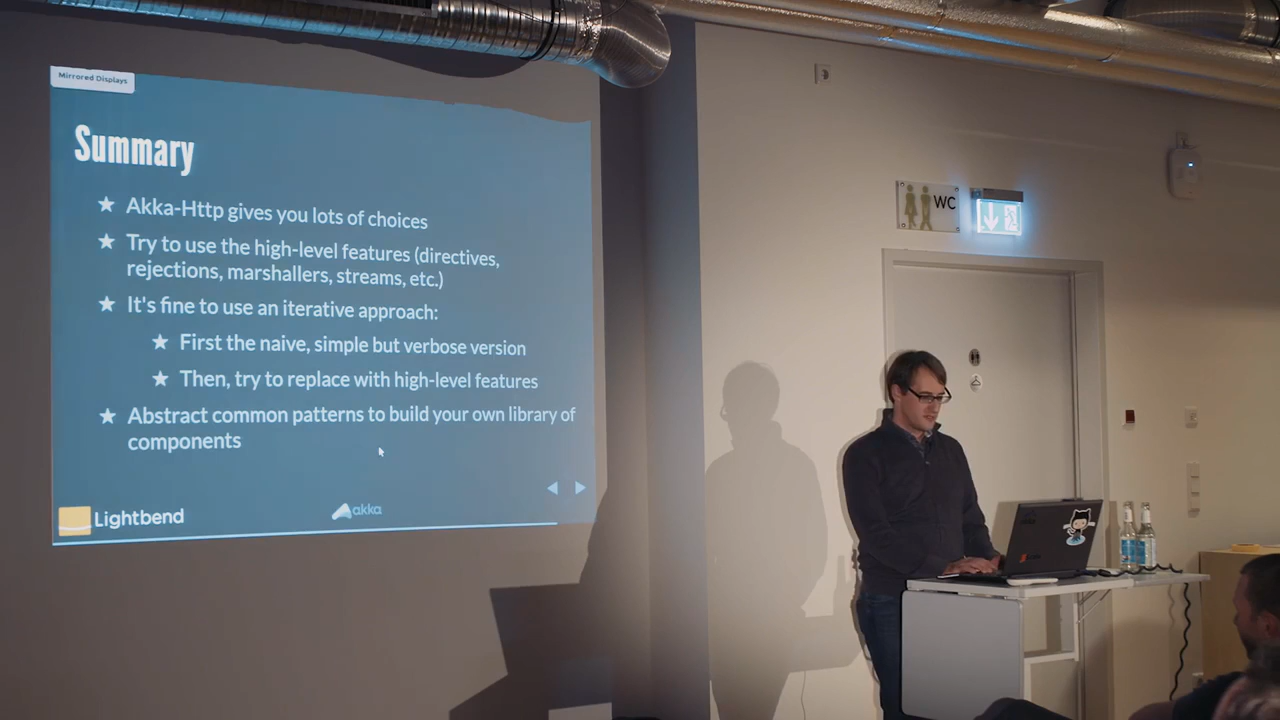 Mirrored Displays
Summary
★ Akka-Http gives you lots of choices
★ Try to use the high-level features (directives,
rejections, marshallers, streams, etc.)
★ It's fine to use an iterative approach:
★ First the naive, simple but verbose version
★ Then, try to replace with high-level features
★ Abstract common patterns to build your own library of
components
Lightbend
akka
WC